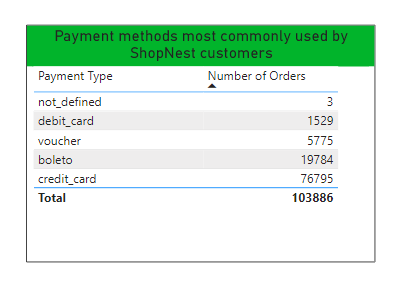 Payment methods most commonly used by
ShopNest customers
Payment Type Number of Orders
not_defined 3
debit_card 1529
voucher 5775
boleto 19784
credit_card 76795
Total 103886